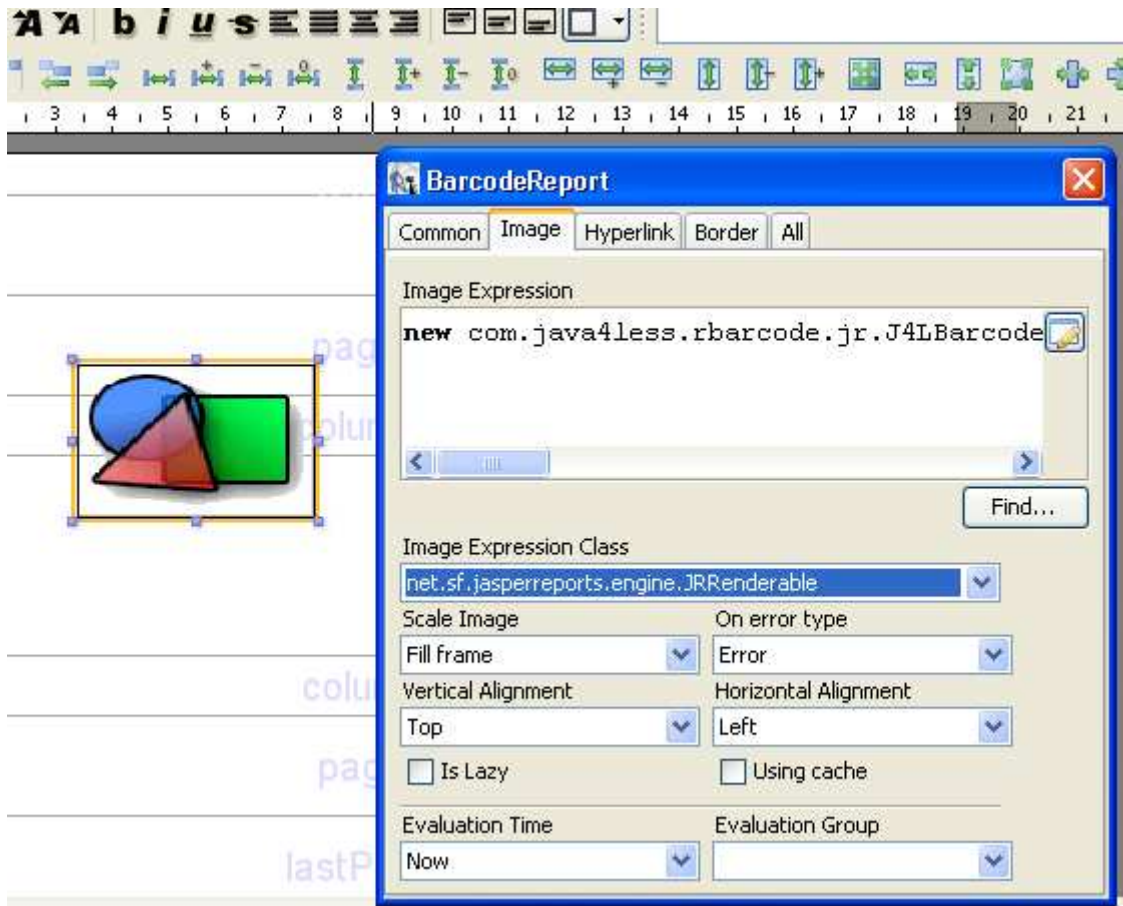 A A b i u s
3 4 5 6 7 8 9 10 11 12 13 14 15 16 17 18 19 20 21
BarcodeReport
Common Image Hyperlink Border All
Image Expression
new com.java4less.rbarcode.jr.J4LBarcode
pag
colu
Find...
Image Expression Class
net.sf.jasperreports.engine.JRRenderable
Scale Image On error type
Fill frame Error
Vertical Alignment Horizontal Alignment
colu
Top Left
pag
Is Lazy Using cache
Evaluation Time Evaluation Group
lastP
Now